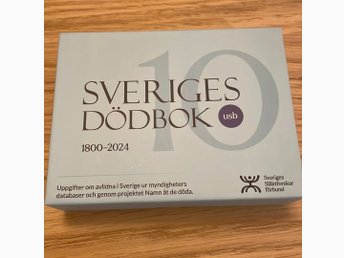 10
SVERIGES
DÖDBOK
usb
1800–2024
Uppgifter om avlidna i Sverige ur myndigheters
databaser och genom projektet Namn åt de döda.
Sveriges
Släktforskar
förbund